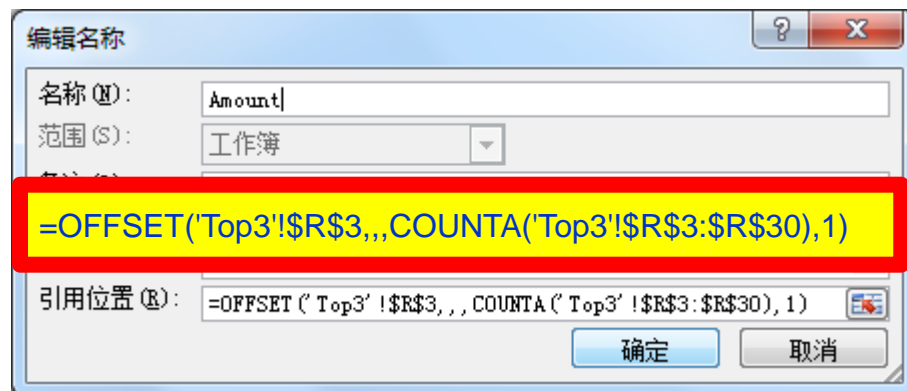 编辑名称
名称(N):
Amount
范围(S):
工作簿
=OFFSET('Top3'!$R$3,,,COUNTA('Top3'!$R$3:$R$30),1)
引用位置(R):
=OFFSET('Top3'!$R$3,,,COUNTA('Top3'!$R$3:$R$30),1)
确定
取消